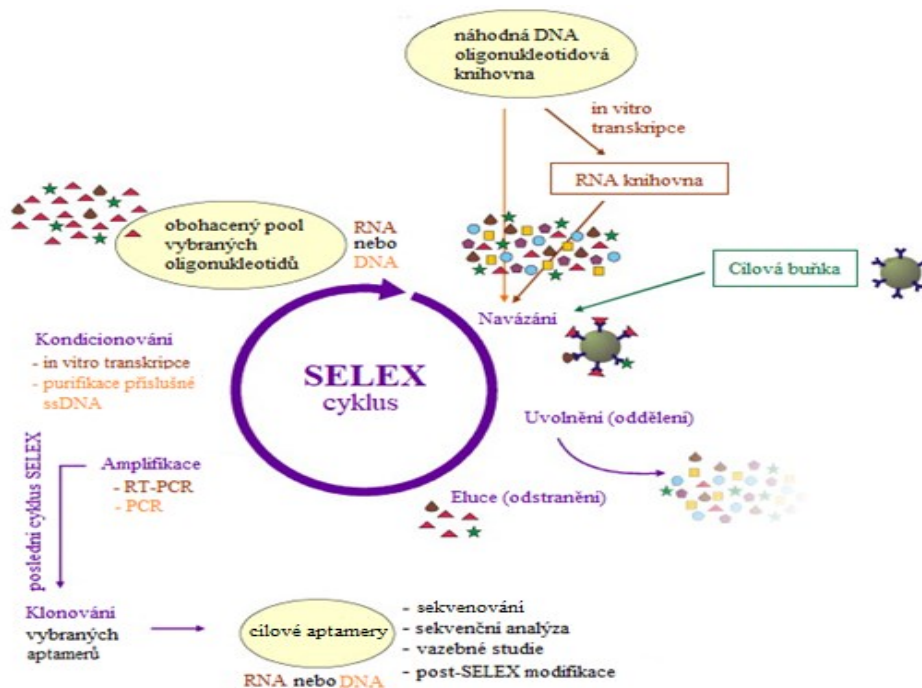 náhodná DNA
oligonukleotidová
knihovna
in vitro
transkripce
RNA knihovna
obohacený pool
vybraných
oligonukleotidů
RNA
nebo
DNA
Cílová buňka
Navázání
Kondicionování
- in vitro transkripce
- purifikace příslušné
ssDNA
SELEX
cyklus
Uvolnění (oddělení)
Amplifikace
- RT-PCR
- PCR
Eluce (odstranění)
poslední cyklus SELEX
Klonování
vybraných
aptamerů
cílové aptamery
RNA nebo DNA
- sekvenování
- sekvenční analýza
- vazebné studie
- post-SELEX modifikace